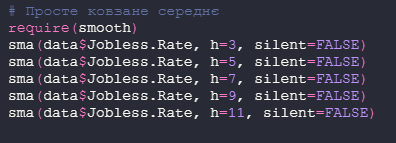 # Просте ковзане середнє
require(smooth)
sma(data$Jobless.Rate, h=3, silent=FALSE)
sma(data$Jobless.Rate, h=5, silent=FALSE)
sma(data$Jobless.Rate, h=7, silent=FALSE)
sma(data$Jobless.Rate, h=9, silent=FALSE)
sma(data$Jobless.Rate, h=11, silent=FALSE)